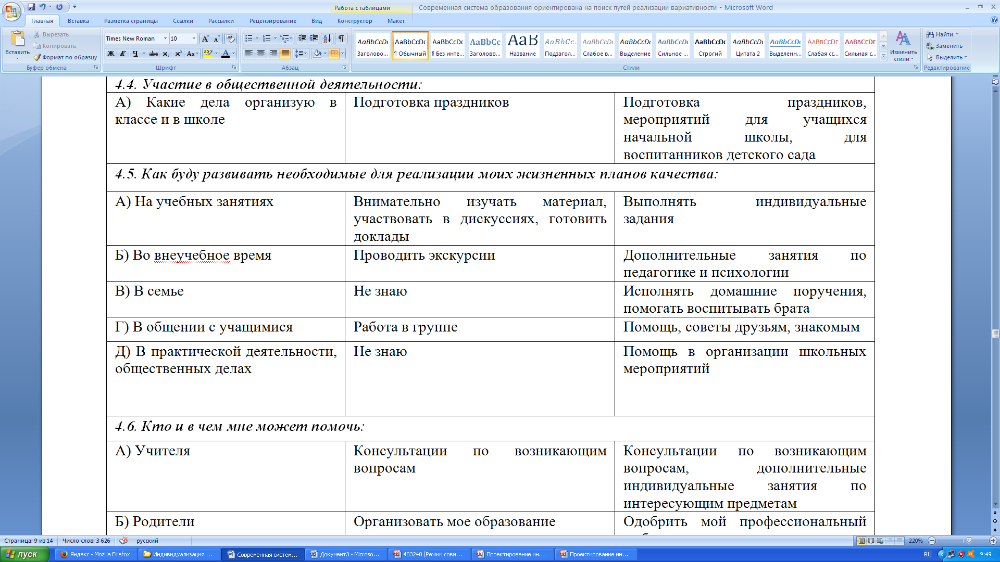 Работа с таблицами
Современная система образования ориентирована на поиск путей реализации вариативности - Microsoft Word
Главная Вставка Разметка страницы Ссылки Рассылки Рецензирование Вид Конструктор Макет
Вставить
Вырезать
Копировать
Формат по образцу
Буфер обмена
Times New Roman 10
Ж К Ч abc x₂ x² Aa
Шрифт
Абзац
AaBbCcDc AaBbCcDc AaBbCcDc AaBbCc AaB AaBbCc. AaBbCcDc AaBbCcDc AaBbCcDc AaBbCcDc AaBbCcDc AaBbCcDc AaBbCcDc AaBbCcDc
Заголово... ¶ Обычный ¶ Без инте... Заголово... Название Подзагол... Слабое в... Выделение Сильное ... Строгий Цитата 2 Выделенн... Слабая сс... Сильная с...
Изменить
стили
Стили
Найти
Заменить
Выделить
Редактирование
4.4. Участие в общественной деятельности:
А) Какие дела организую в
классе и в школе
Подготовка праздников
Подготовка праздников,
мероприятий для учащихся
начальной школы, для
воспитанников детского сада
4.5. Как буду развивать необходимые для реализации моих жизненных планов качества:
А) На учебных занятиях
Внимательно изучать материал,
участвовать в дискуссиях, готовить
доклады
Выполнять индивидуальные
задания
Б) Во внеучебное время
Проводить экскурсии
Дополнительные занятия по
педагогике и психологии
В) В семье
Не знаю
Исполнять домашние поручения,
помогать воспитывать брата
Г) В общении с учащимися
Работа в группе
Помощь, советы друзьям, знакомым
Д) В практической деятельности,
общественных делах
Не знаю
Помощь в организации школьных
мероприятий
4.6. Кто и в чем мне может помочь:
А) Учителя
Консультации по возникающим
вопросам
Консультации по возникающим
вопросам, дополнительные
индивидуальные занятия по
интересующим предметам
Б) Родители
Организовать мое образование
Одобрить мой профессиональный
Страница: 9 из 14 Число слов: 3 626 русский 220%
пуск Яндекс - Mozilla Firefox Индивидуализация ... Современная систем... Документ3 - Microso... 483240 [Режим совм... Проектирование ин... Проектирование ин... RU 9:49